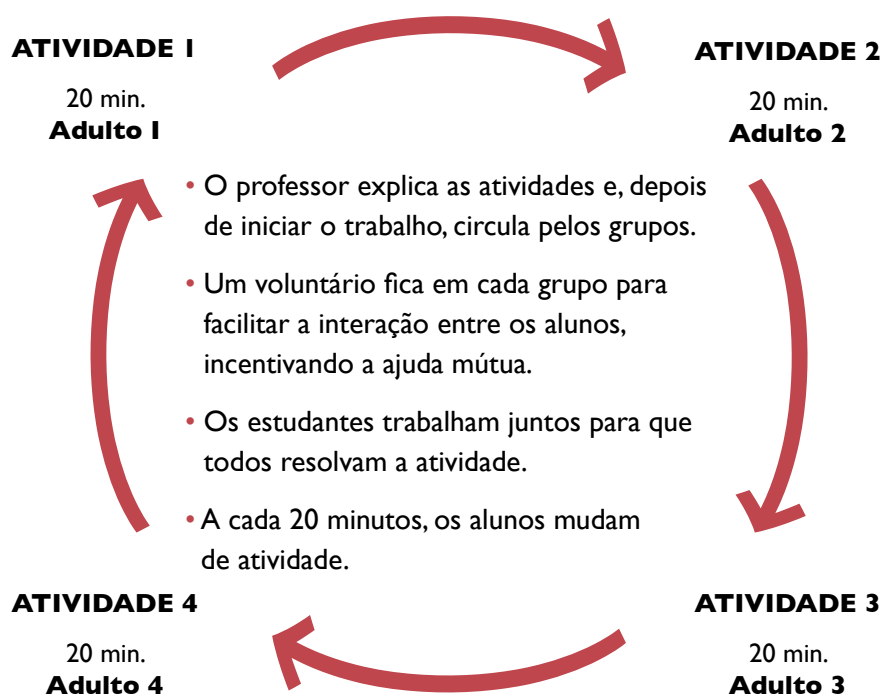 ATIVIDADE 1
20 min.
Adulto 1
ATIVIDADE 2
20 min.
Adulto 2
• O professor explica as atividades e, depois
de iniciar o trabalho, circula pelos grupos.
• Um voluntário fica em cada grupo para
facilitar a interação entre os alunos,
incentivando a ajuda mútua.
• Os estudantes trabalham juntos para que
todos resolvam a atividade.
• A cada 20 minutos, os alunos mudam
de atividade.
ATIVIDADE 4
20 min.
Adulto 4
ATIVIDADE 3
20 min.
Adulto 3